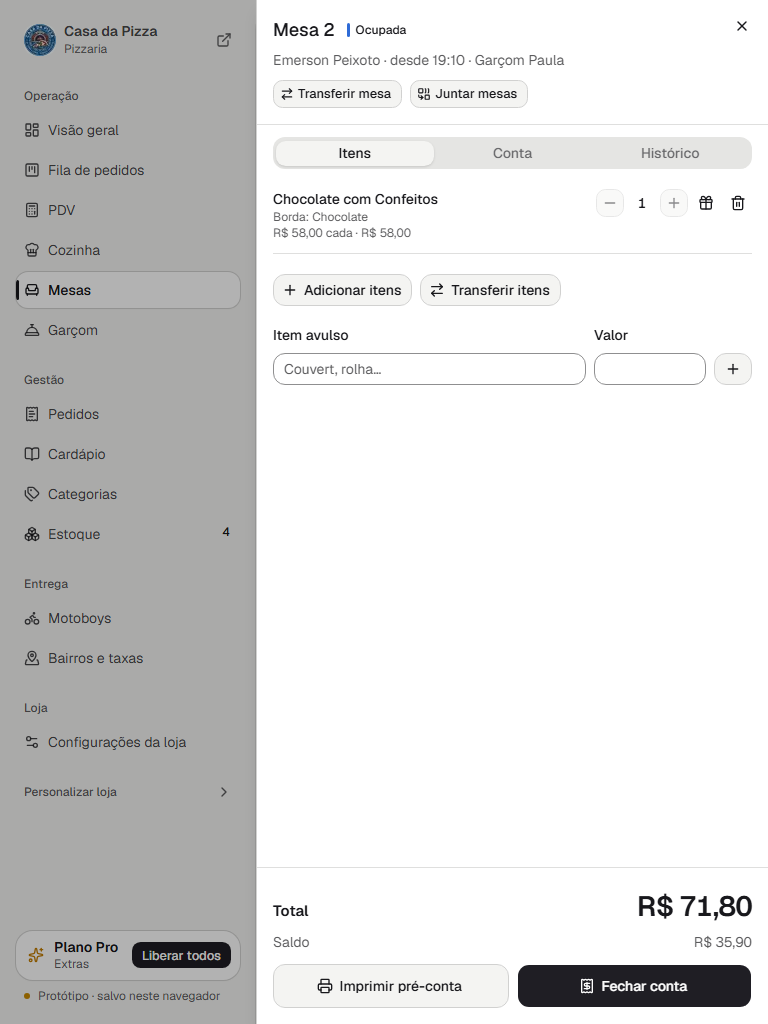 Casa da Pizza
Pizzaria
Operação
Visão geral
Fila de pedidos
PDV
Cozinha
Mesas
Garçom
Gestão
Pedidos
Cardápio
Categorias
Estoque 4
Entrega
Motoboys
Bairros e taxas
Loja
Configurações da loja
Personalizar loja
Plano Pro
Extras
Liberar todos
Protótipo · salvo neste navegador
Mesa 2 Ocupada
Emerson Peixoto · desde 19:10 · Garçom Paula
Transferir mesa Juntar mesas
Itens Conta Histórico
Chocolate com Confeitos 1
Borda: Chocolate
R$ 58,00 cada · R$ 58,00
Adicionar itens Transferir itens
Item avulso Valor
Couvert, rolha...
Total R$ 71,80
Saldo R$ 35,90
Imprimir pré-conta Fechar conta